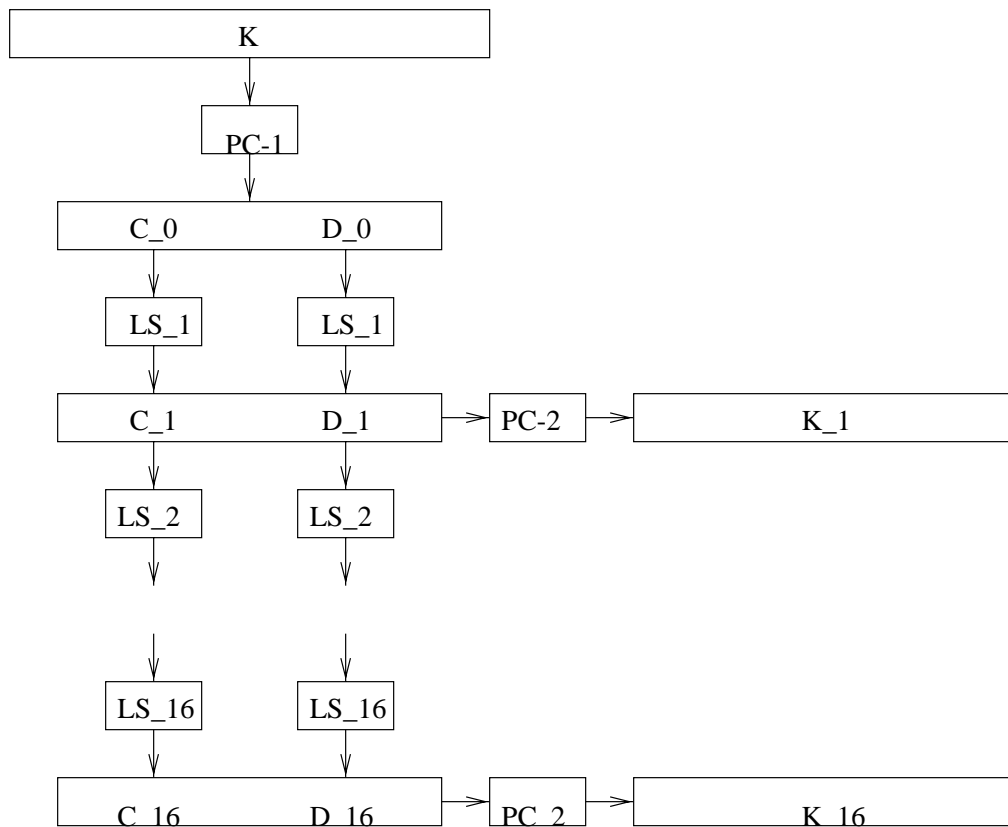 K
PC-1
C_0 D_0
LS_1 LS_1
C_1 D_1 PC-2 K_1
LS_2 LS_2
LS_16 LS_16
C_16 D_16 PC_2 K_16